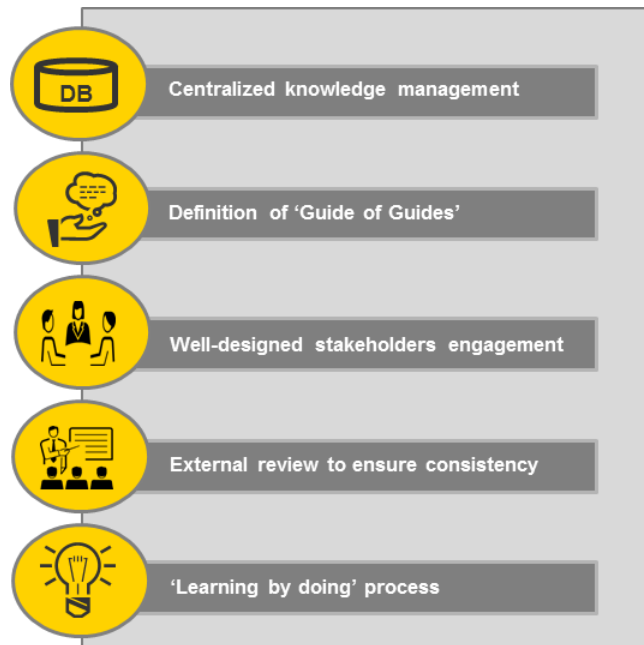 DB
Centralized knowledge management
Definition of ‘Guide of Guides’
Well-designed stakeholders engagement
External review to ensure consistency
‘Learning by doing’ process